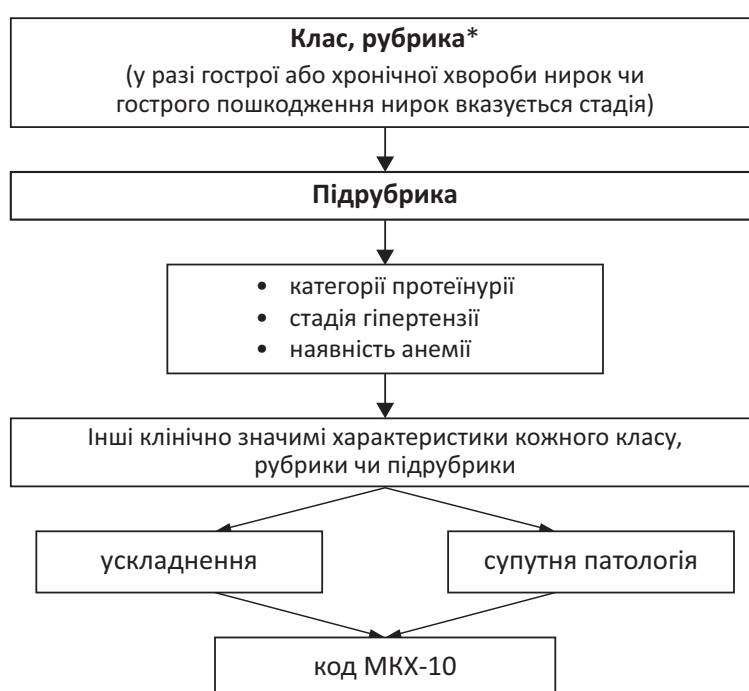 Клас, рубрика*
(у разі гострої або хронічної хвороби нирок чи
гострого пошкодження нирок вказується стадія)
Підрубрика
• категорії протеїнурії
• стадія гіпертензії
• наявність анемії
Інші клінічно значимі характеристики кожного класу,
рубрики чи підрубрики
ускладнення
супутня патологія
код МКХ-10